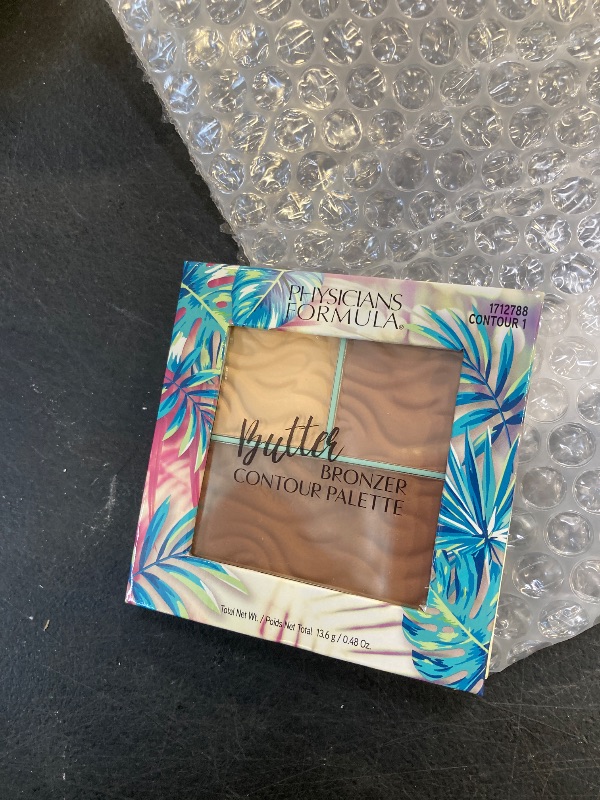 PHYSICIANS
FORMULA®
1712788
CONTOUR 1
Butter
BRONZER
CONTOUR PALETTE
Total Net Wt. / Poids Net Total 13.6 g / 0.48 Oz.